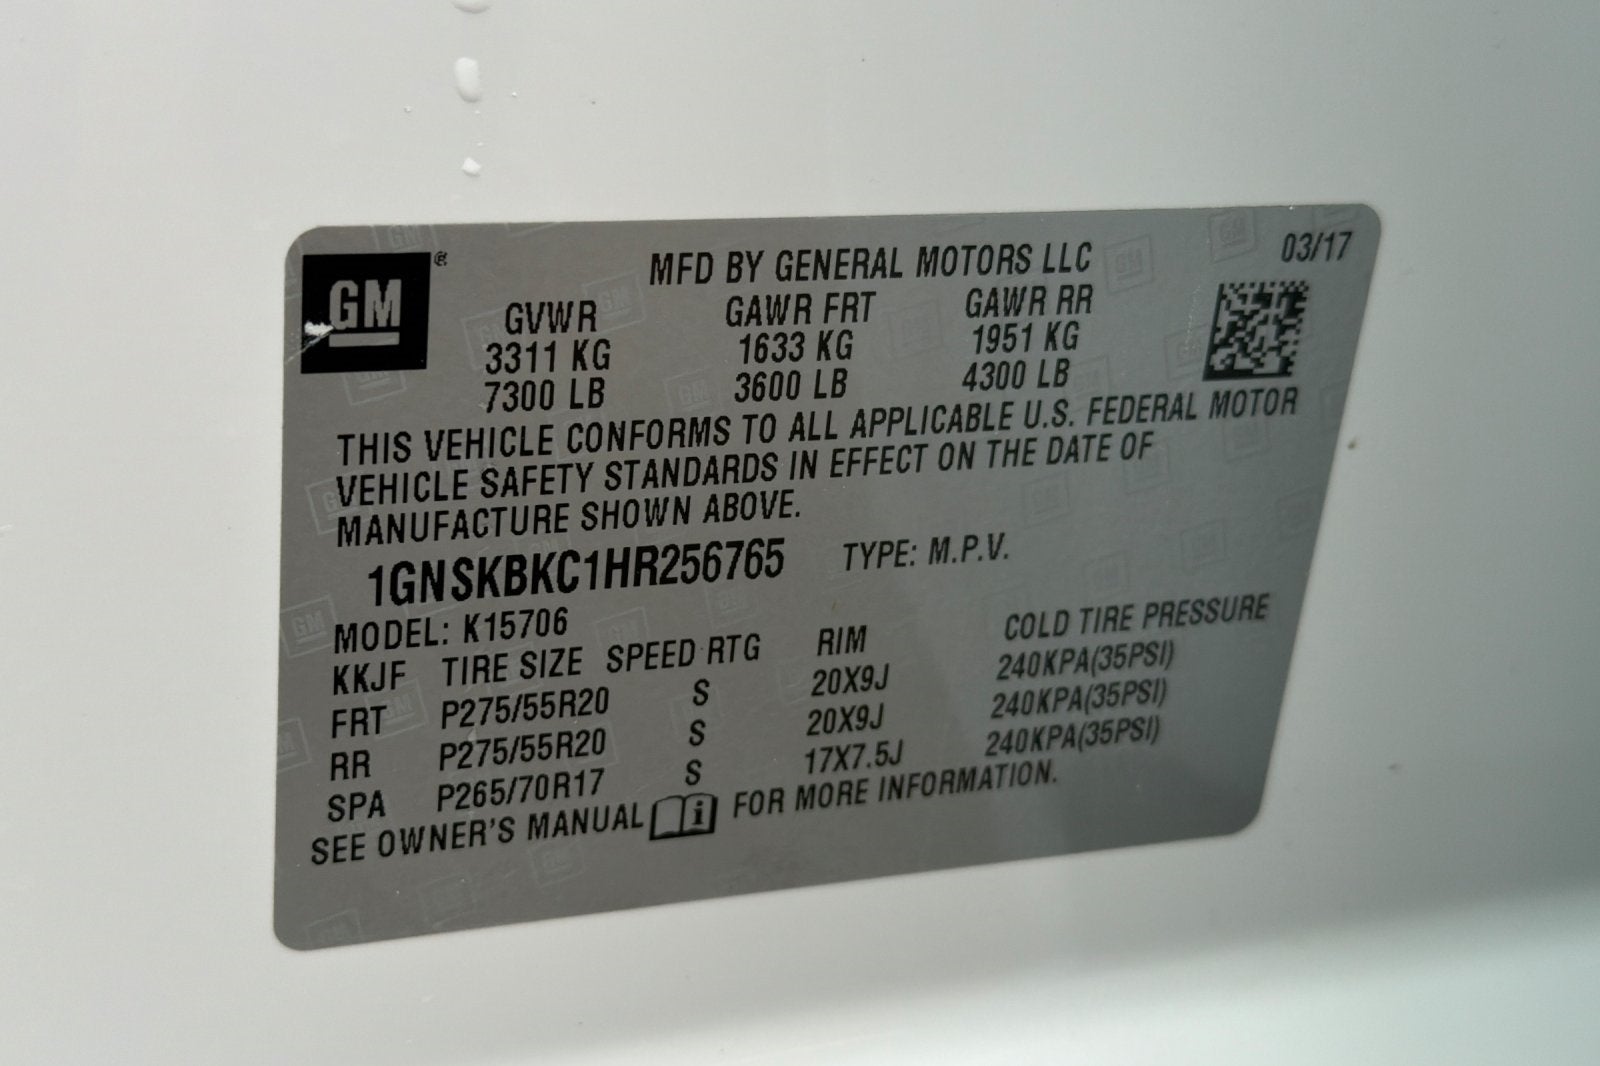 GM
MFD BY GENERAL MOTORS LLC 03/17
GVWR GAWR FRT GAWR RR
3311 KG 1633 KG 1951 KG
7300 LB 3600 LB 4300 LB
THIS VEHICLE CONFORMS TO ALL APPLICABLE U.S. FEDERAL MOTOR
VEHICLE SAFETY STANDARDS IN EFFECT ON THE DATE OF
MANUFACTURE SHOWN ABOVE.
1GNSKBKC1HR256765 TYPE: M.P.V.
MODEL: K15706
KKJF TIRE SIZE SPEED RTG RIM COLD TIRE PRESSURE
FRT P275/55R20 S 20X9J 240KPA(35PSI)
RR P275/55R20 S 20X9J 240KPA(35PSI)
SPA P265/70R17 S 17X7.5J 240KPA(35PSI)
SEE OWNER'S MANUAL i FOR MORE INFORMATION.